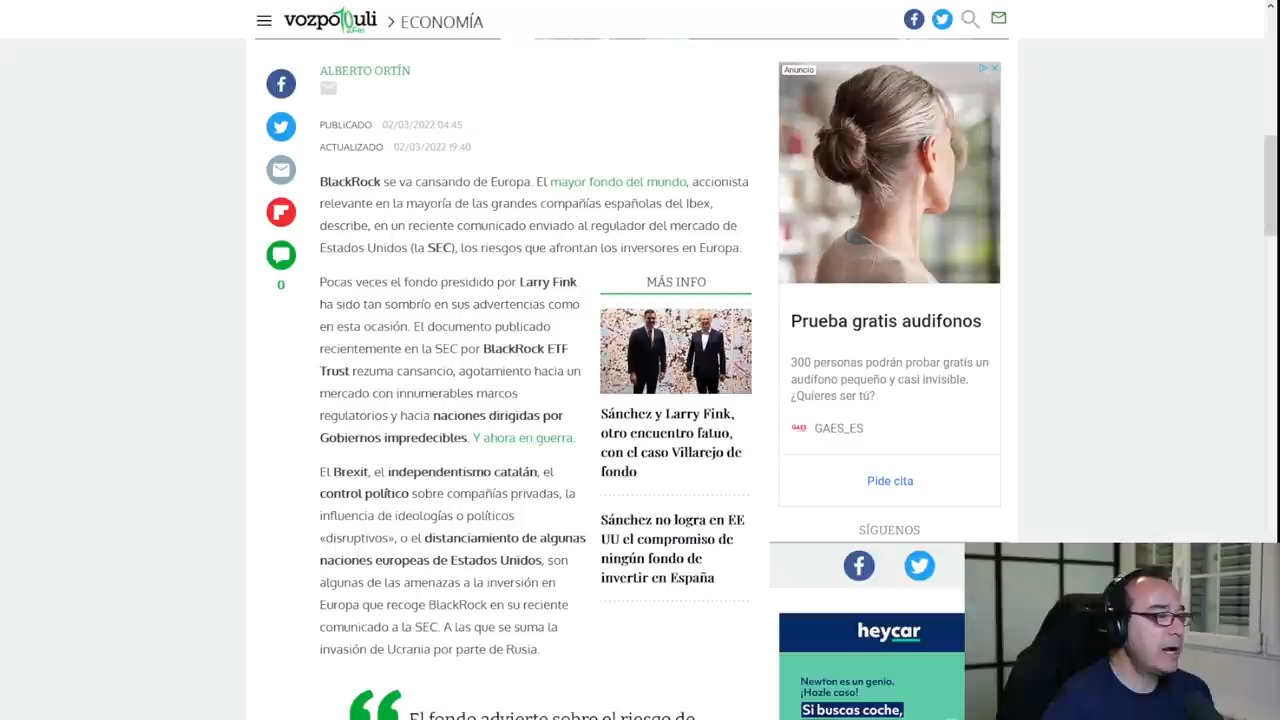 vozpópuli
ECONOMÍA
ALBERTO ORTÍN
PUBLICADO 02/03/2022 04:45
ACTUALIZADO 02/03/2022 19:40
BlackRock se va cansando de Europa. El mayor fondo del mundo, accionista
relevante en la mayoría de las grandes compañías españolas del Ibex,
describe, en un reciente comunicado enviado al regulador del mercado de
Estados Unidos (la SEC), los riesgos que afrontan los inversores en Europa.
Pocas veces el fondo presidido por Larry Fink
ha sido tan sombrío en sus advertencias como
en esta ocasión. El documento publicado
recientemente en la SEC por BlackRock ETF
Trust rezuma cansancio, agotamiento hacia un
mercado con innumerables marcos
regulatorios y hacia naciones dirigidas por
Gobiernos impredecibles. Y ahora en guerra.
El Brexit, el independentismo catalán, el
control político sobre compañías privadas, la
influencia de ideologías o políticos
«disruptivos», o el distanciamiento de algunas
naciones europeas de Estados Unidos, son
algunas de las amenazas a la inversión en
Europa que recoge BlackRock en su reciente
comunicado a la SEC. A las que se suma la
invasión de Ucrania por parte de Rusia.
El fondo advierte sobre el riesgo de
0
MÁS INFO
Sánchez y Larry Fink,
otro encuentro fatuo,
con el caso Villarejo de
fondo
Sánchez no logra en EE
UU el compromiso de
ningún fondo de
invertir en España
Anuncio
Prueba gratis audifonos
300 personas podrán probar gratis un
audífono pequeño y casi invisible.
¿Quieres ser tú?
GAES
GAES_ES
Pide cita
SÍGUENOS
heycar
Newton es un genio.
¡Hazle caso!
Si buscas coche,